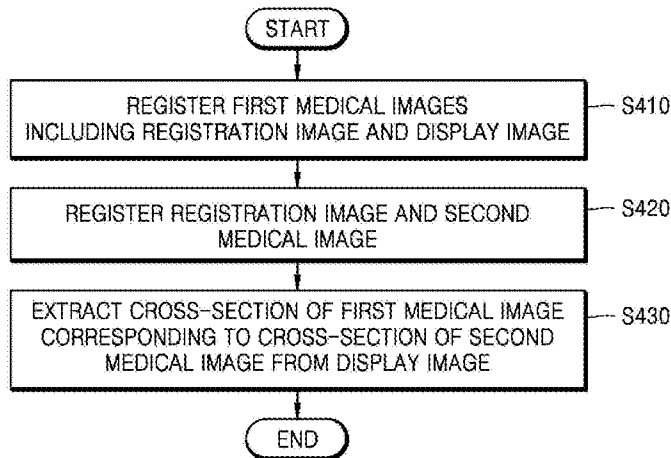 START
REGISTER FIRST MEDICAL IMAGES
INCLUDING REGISTRATION IMAGE AND DISPLAY IMAGE
S410
REGISTER REGISTRATION IMAGE AND SECOND
MEDICAL IMAGE
S420
EXTRACT CROSS-SECTION OF FIRST MEDICAL IMAGE
CORRESPONDING TO CROSS-SECTION OF SECOND
MEDICAL IMAGE FROM DISPLAY IMAGE
S430
END